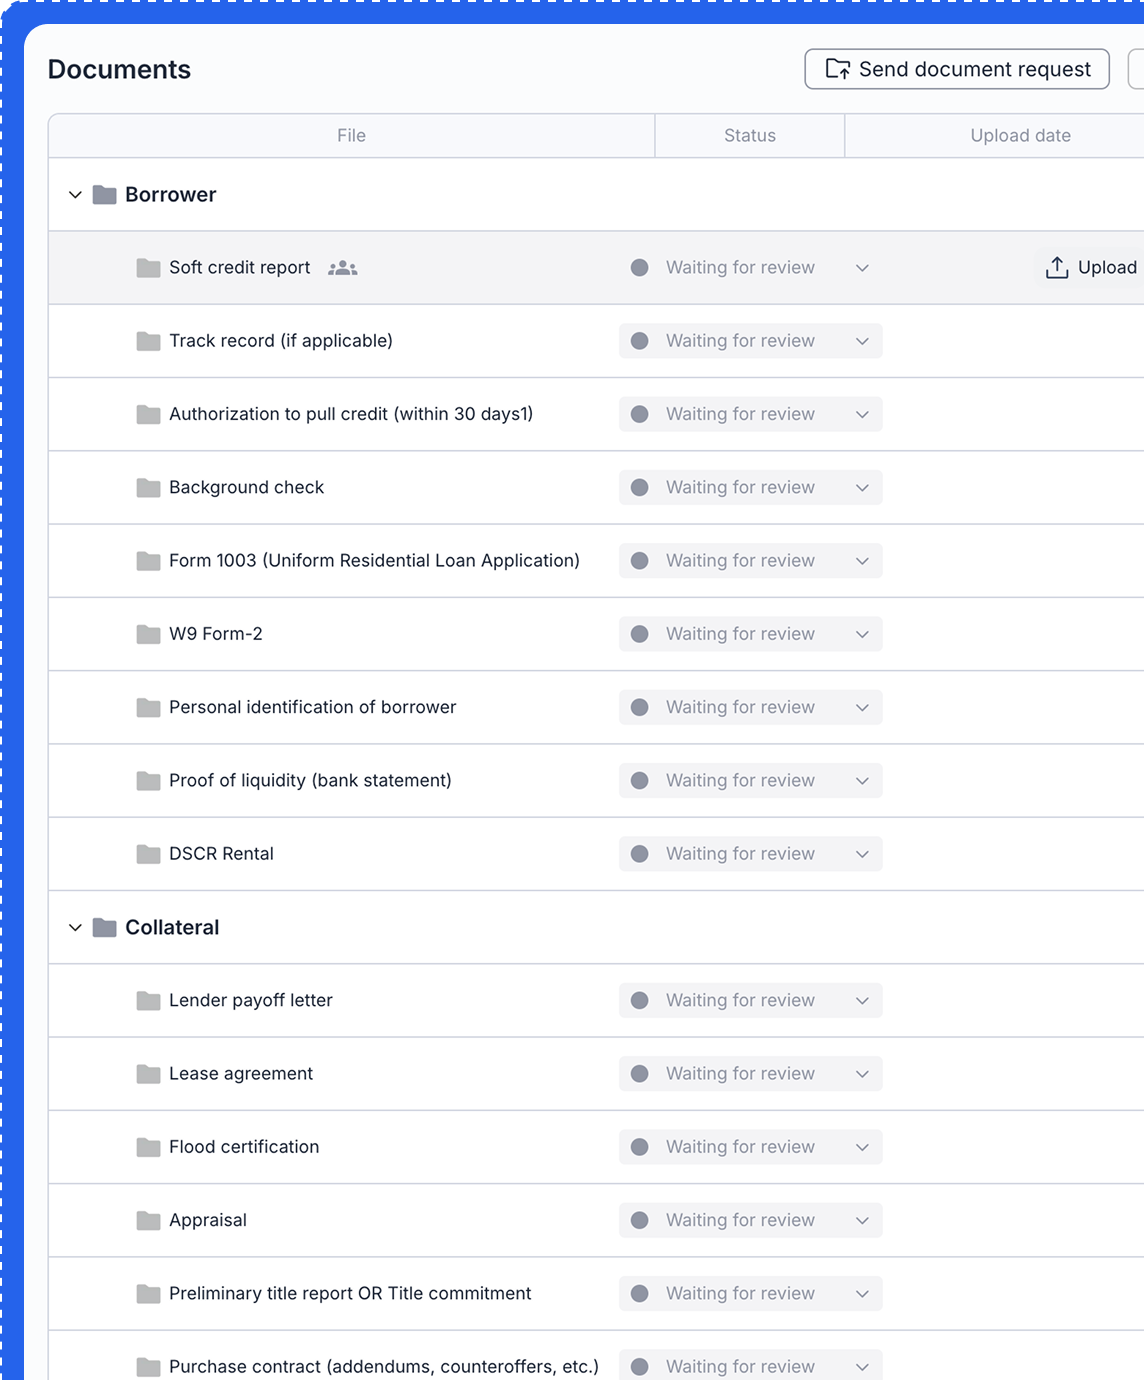 Documents
Send document request
File Status Upload date
Borrower
Soft credit report Waiting for review Upload
Track record (if applicable) Waiting for review
Authorization to pull credit (within 30 days1) Waiting for review
Background check Waiting for review
Form 1003 (Uniform Residential Loan Application) Waiting for review
W9 Form-2 Waiting for review
Personal identification of borrower Waiting for review
Proof of liquidity (bank statement) Waiting for review
DSCR Rental Waiting for review
Collateral
Lender payoff letter Waiting for review
Lease agreement Waiting for review
Flood certification Waiting for review
Appraisal Waiting for review
Preliminary title report OR Title commitment Waiting for review
Purchase contract (addendums, counteroffers, etc.) Waiting for review